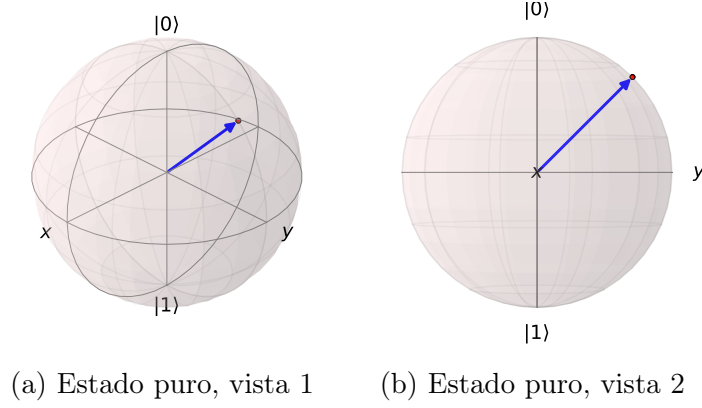 |0⟩
x
y
|1⟩
(a) Estado puro, vista 1
|0⟩
x
y
|1⟩
(b) Estado puro, vista 2